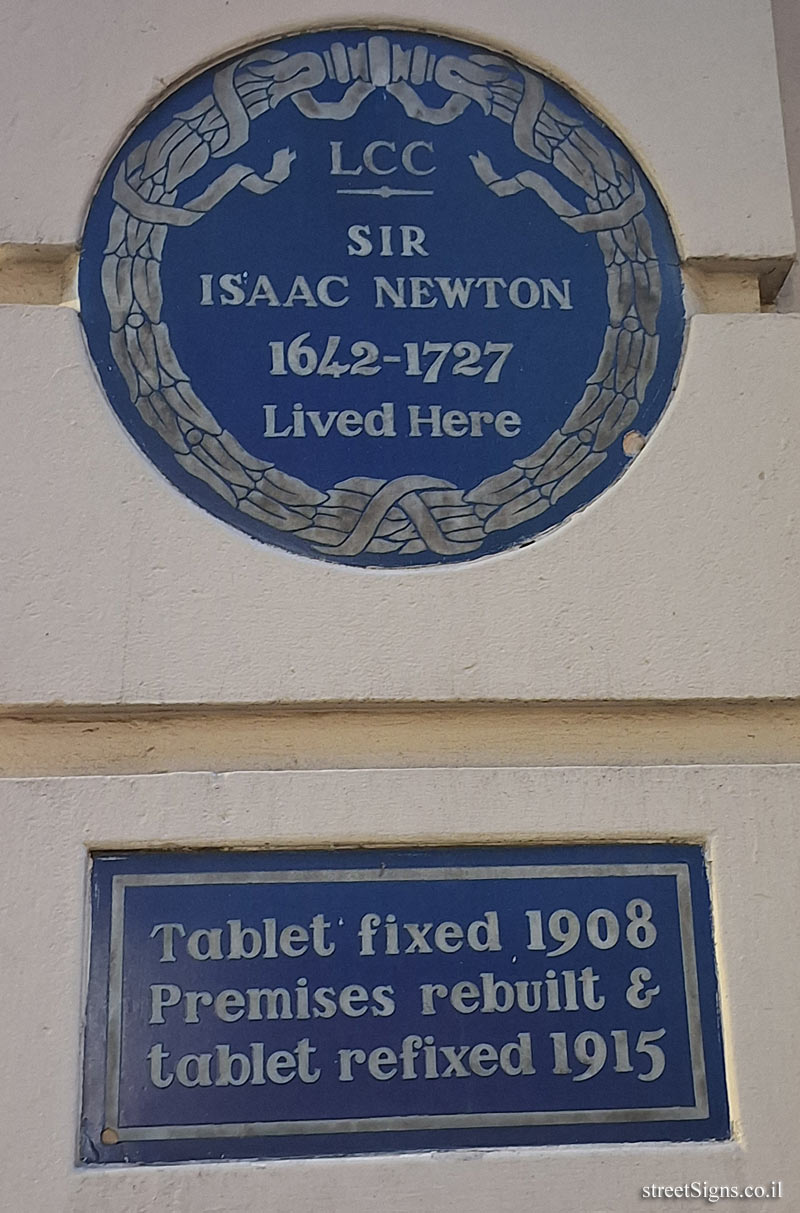 LCC
SIR
ISAAC NEWTON
1642-1727
Lived Here
Tablet fixed 1908
Premises rebuilt &
tablet refixed 1915
streetSigns.co.il